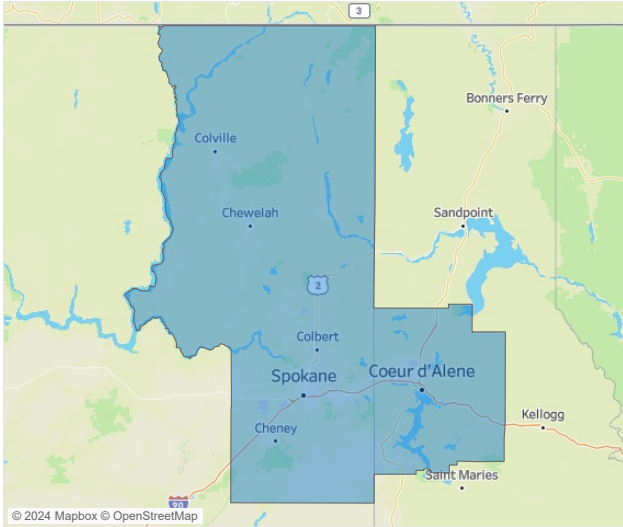 3
Bonners Ferry
Colville
Chewelah
Sandpoint
2
Colbert
Spokane
Coeur d'Alene
Kellogg
Cheney
Saint Maries
90
© 2024 Mapbox © OpenStreetMap